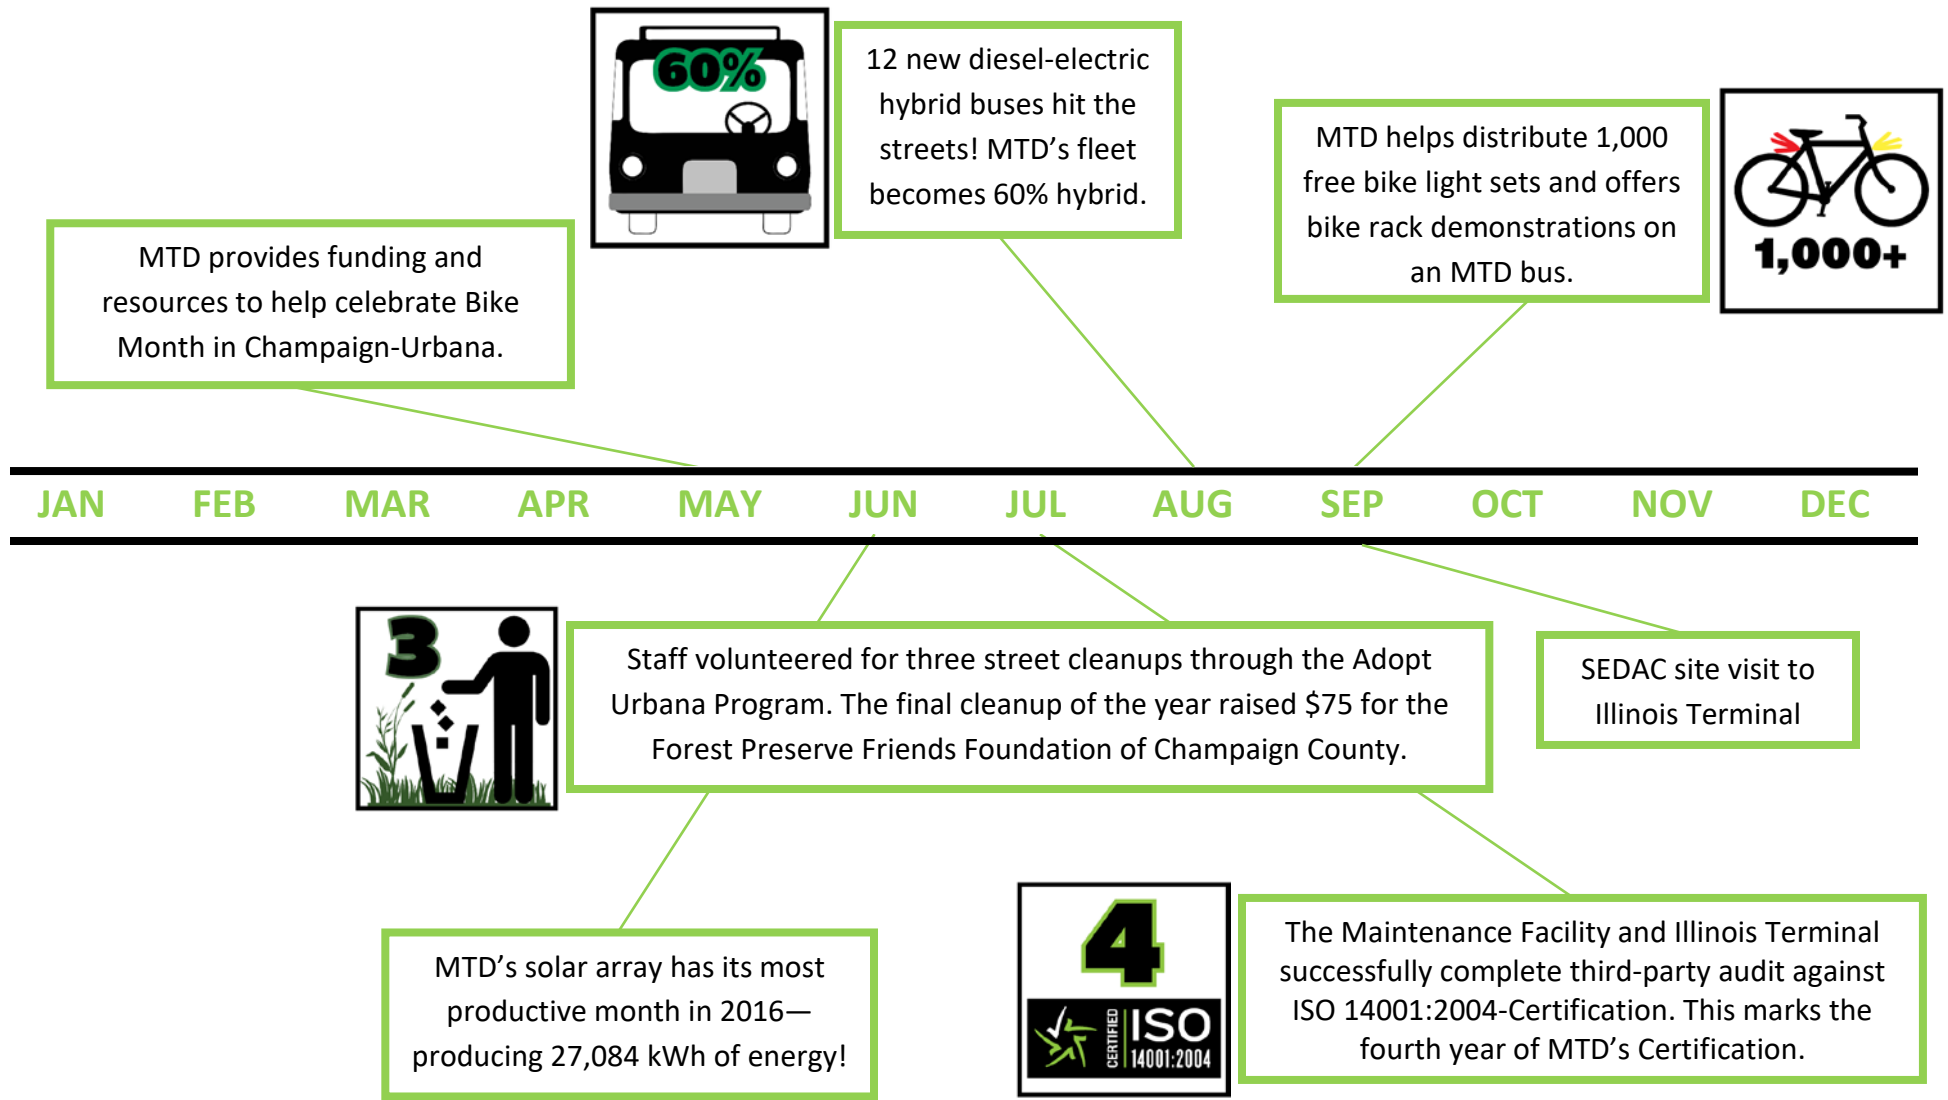 60%
12 new diesel-electric
hybrid buses hit the
streets! MTD’s fleet
becomes 60% hybrid.
MTD helps distribute 1,000
free bike light sets and offers
bike rack demonstrations on
an MTD bus.
1,000+
MTD provides funding and
resources to help celebrate Bike
Month in Champaign-Urbana.
JAN FEB MAR APR MAY JUN JUL AUG SEP OCT NOV DEC
3
Staff volunteered for three street cleanups through the Adopt
Urbana Program. The final cleanup of the year raised $75 for the
Forest Preserve Friends Foundation of Champaign County.
SEDAC site visit to
Illinois Terminal
MTD’s solar array has its most
productive month in 2016—
producing 27,084 kWh of energy!
4
CERTIFIED
ISO
14001:2004
The Maintenance Facility and Illinois Terminal
successfully complete third-party audit against
ISO 14001:2004-Certification. This marks the
fourth year of MTD’s Certification.